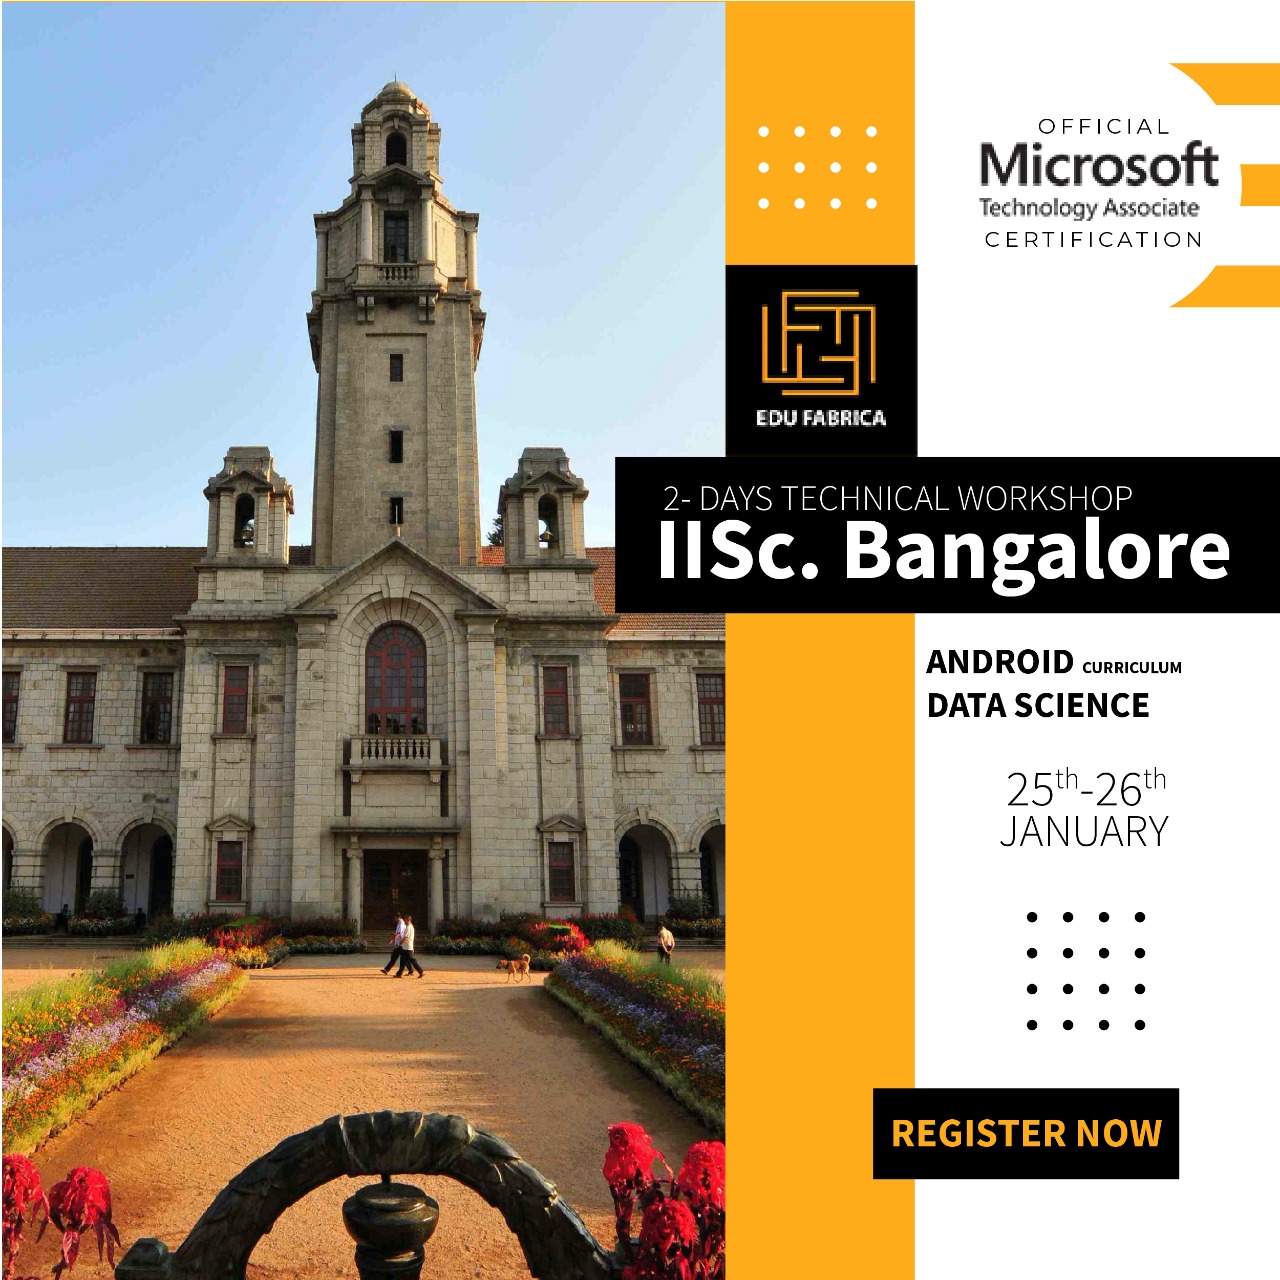 OFFICIAL
Microsoft
Technology Associate
CERTIFICATION
EDU FABRICA
2- DAYS TECHNICAL WORKSHOP
IISc. Bangalore
ANDROID CURRICULUM
DATA SCIENCE
25th-26th
JANUARY
REGISTER NOW